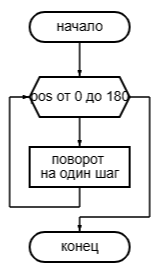 начало
pos от 0 до 180
поворот
на один шаг
конец